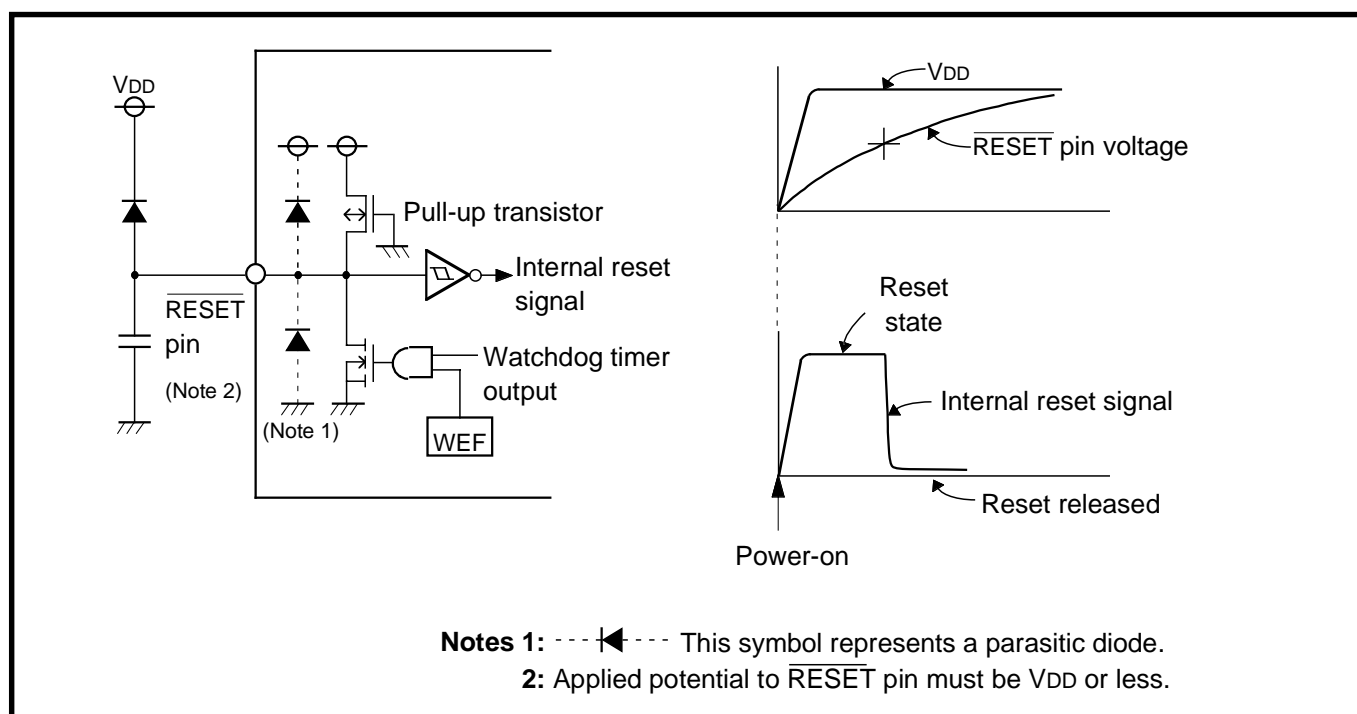 VDD
RESET
pin
(Note 2)
(Note 1)
Pull-up transistor
Internal reset
signal
Watchdog timer
output
WEF
VDD
RESET pin voltage
Reset
state
Internal reset signal
Reset released
Power-on
Notes 1: This symbol represents a parasitic diode.
2: Applied potential to RESET pin must be VDD or less.